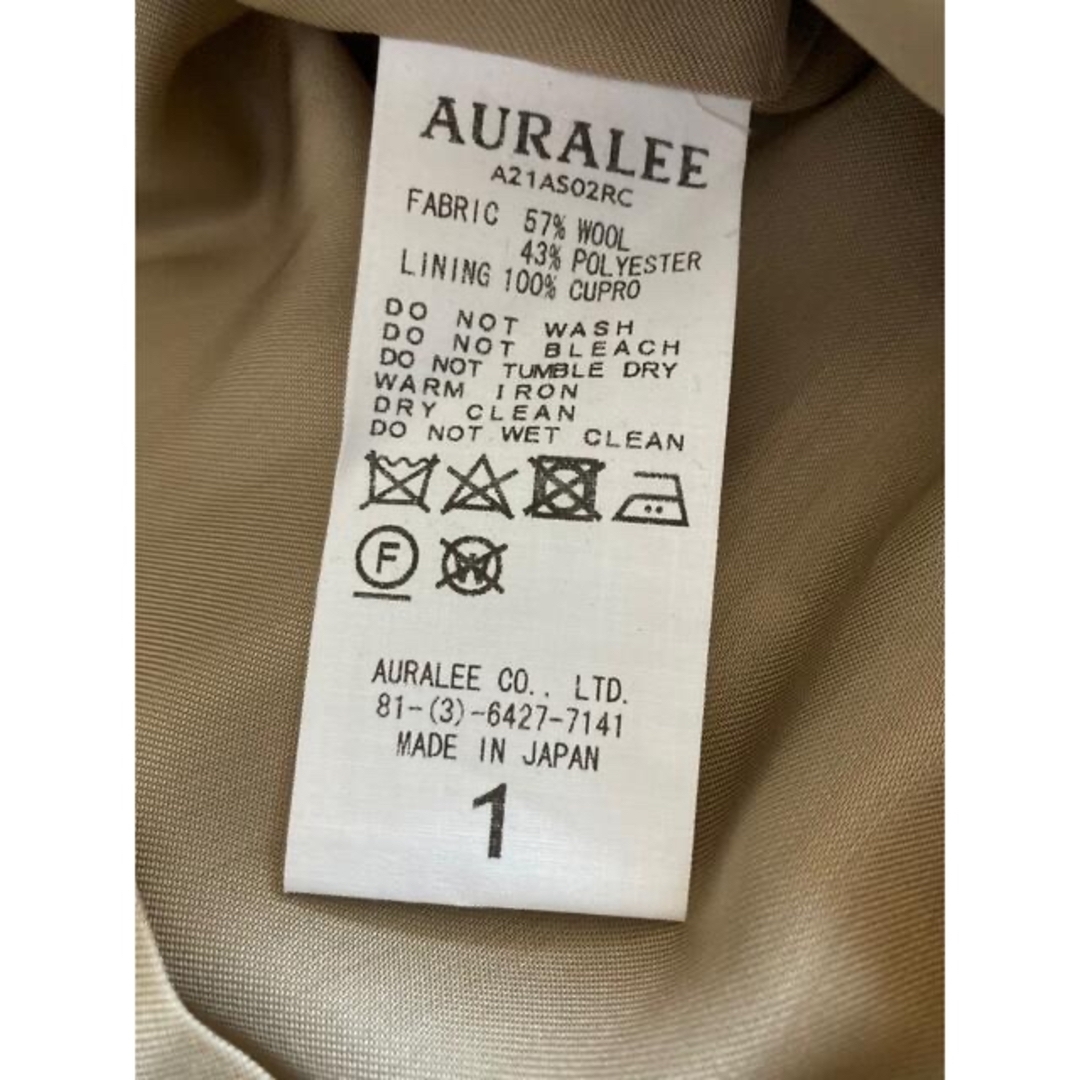 AURALEE
A21AS02RC
FABRIC 57% WOOL
43% POLYESTER
LINING 100% CUPRO
DO NOT WASH
DO NOT BLEACH
DO NOT TUMBLE DRY
WARM IRON
DRY CLEAN
DO NOT WET CLEAN
F W
AURALEE CO., LTD.
81-(3)-6427-7141
MADE IN JAPAN
1